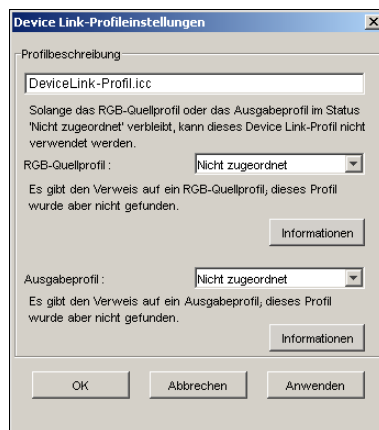 Device Link-Profileinstellungen
Profilbeschreibung
DeviceLink-Profil.icc
Solange das RGB-Quellprofil oder das Ausgabeprofil im Status
'Nicht zugeordnet' verbleibt, kann dieses Device Link-Profil nicht
verwendet werden.
RGB-Quellprofil : Nicht zugeordnet
Es gibt den Verweis auf ein RGB-Quellprofil; dieses Profil
wurde aber nicht gefunden.
Informationen
Ausgabeprofil : Nicht zugeordnet
Es gibt den Verweis auf ein Ausgabeprofil; dieses Profil
wurde aber nicht gefunden.
Informationen
OK Abbrechen Anwenden